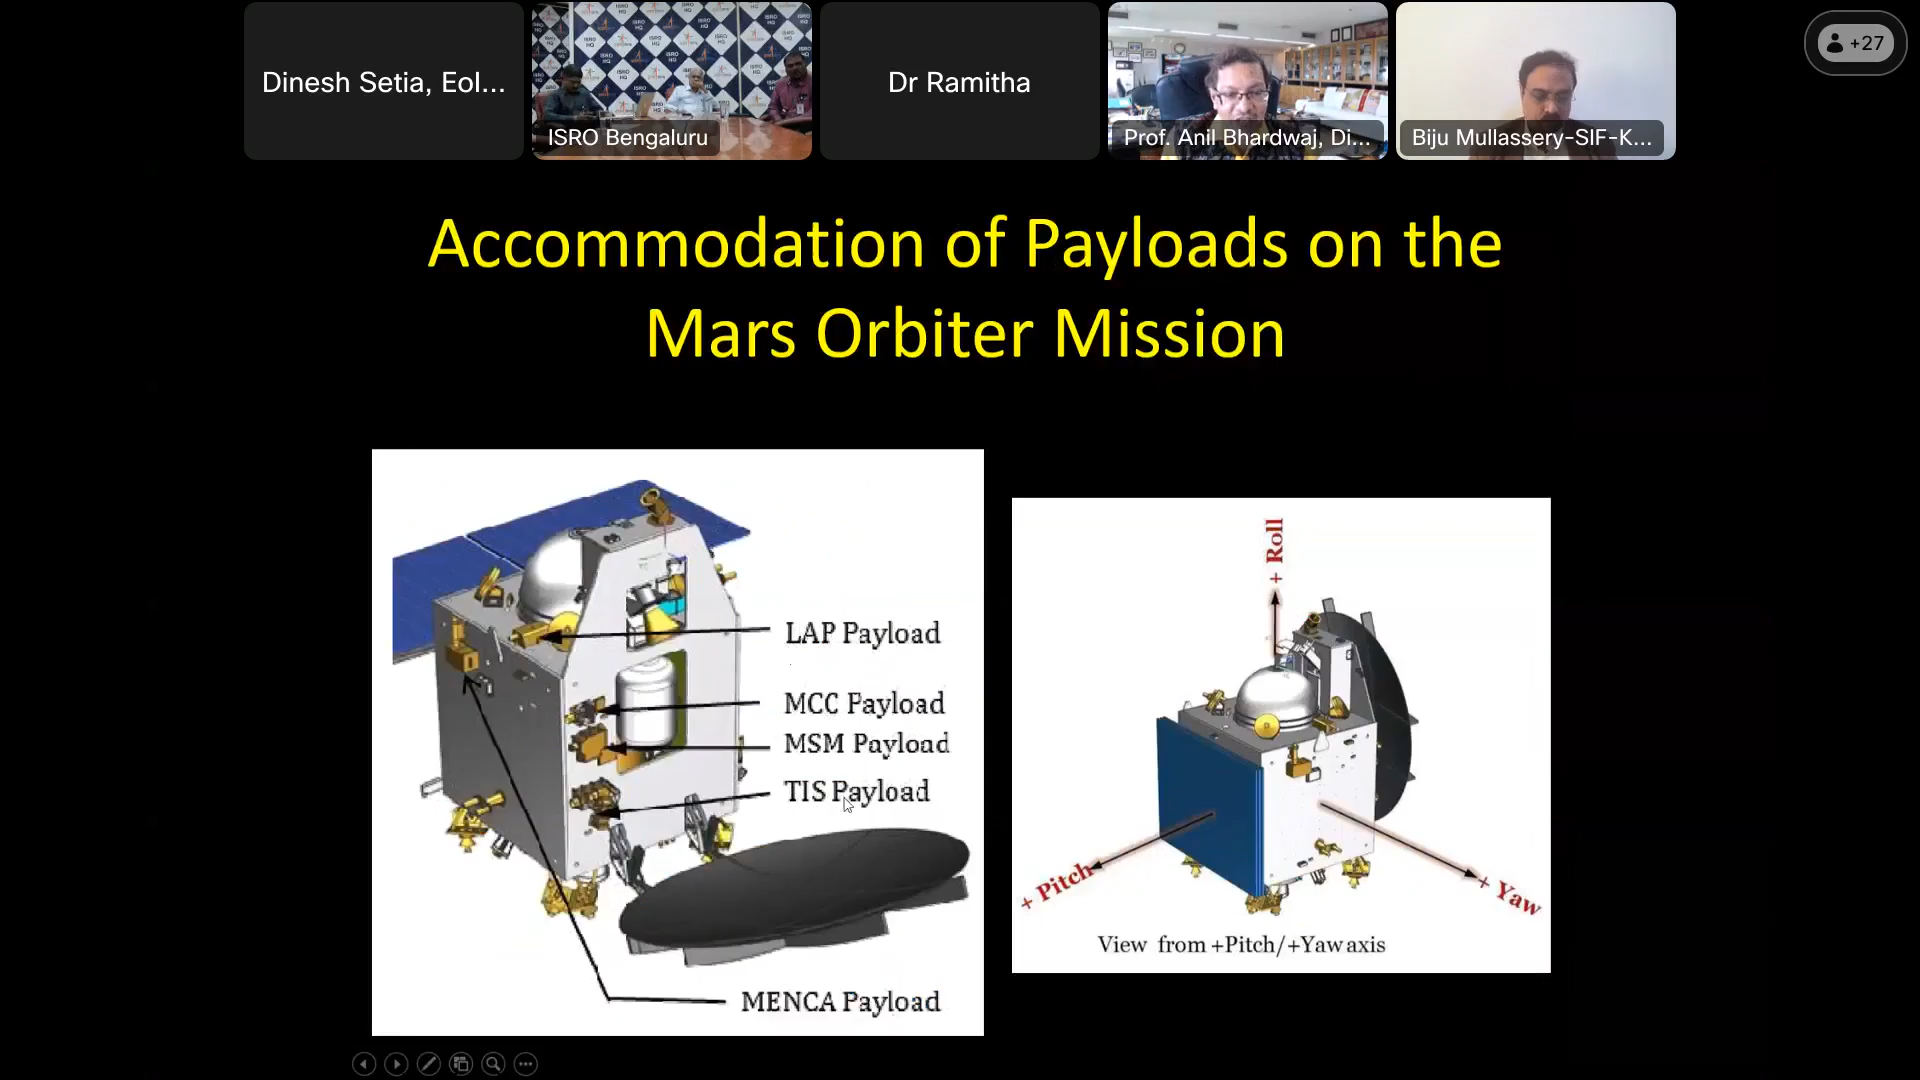 Dinesh Setia, Eol...
ISRO Bengaluru
Dr Ramitha
Prof. Anil Bhardwaj, Di...
Biju Mullassery-SIF-K...
+27
Accommodation of Payloads on the
Mars Orbiter Mission
LAP Payload
MCC Payload
MSM Payload
TIS Payload
MENCA Payload
+ Roll
+ Pitch
+ Yaw
View from +Pitch/+Yaw axis